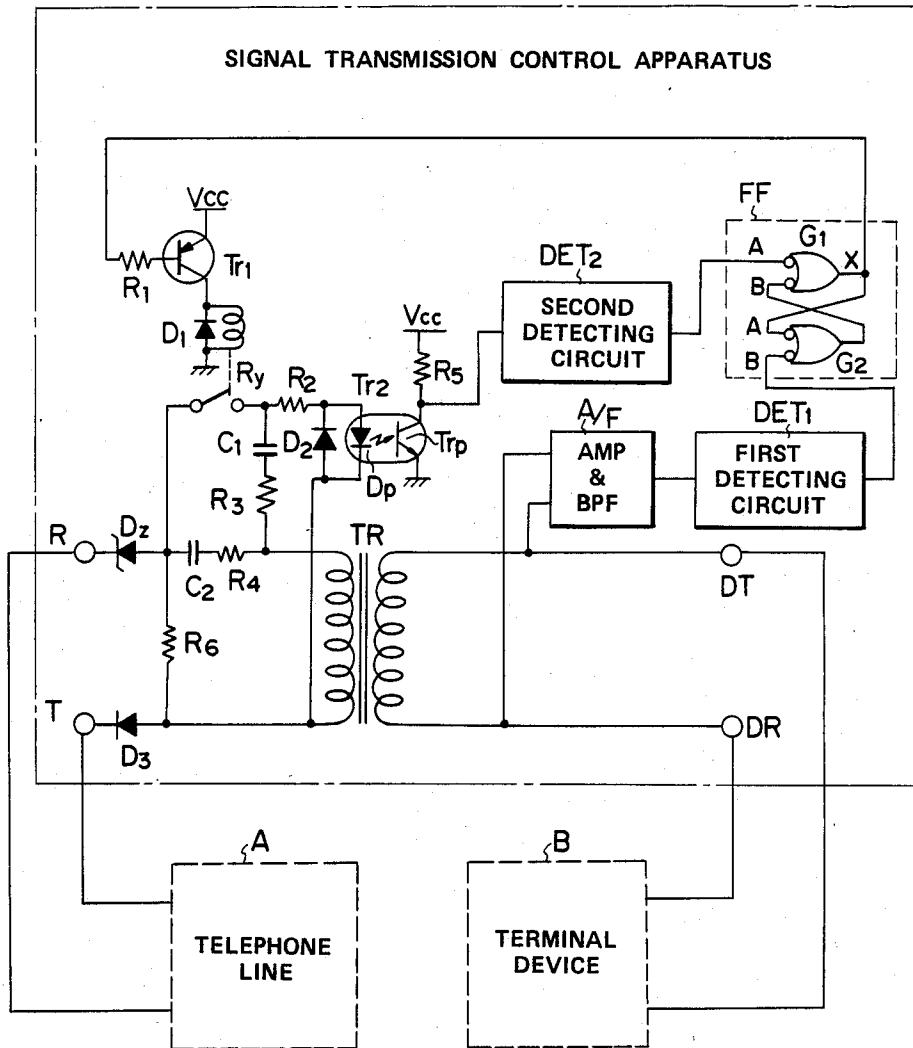 SIGNAL TRANSMISSION CONTROL APPARATUS
Vcc
R1
Tr1
D1
Ry
R2
Tr2
Vcc
R5
C1
D2
Dp
Trp
R3
DET2
SECOND
DETECTING
CIRCUIT
FF
A
G1
X
B
A
B
G2
A/F
AMP
&
BPF
DET1
FIRST
DETECTING
CIRCUIT
R
Dz
C2
R4
TR
DT
R6
T
D3
DR
A
TELEPHONE
LINE
B
TERMINAL
DEVICE